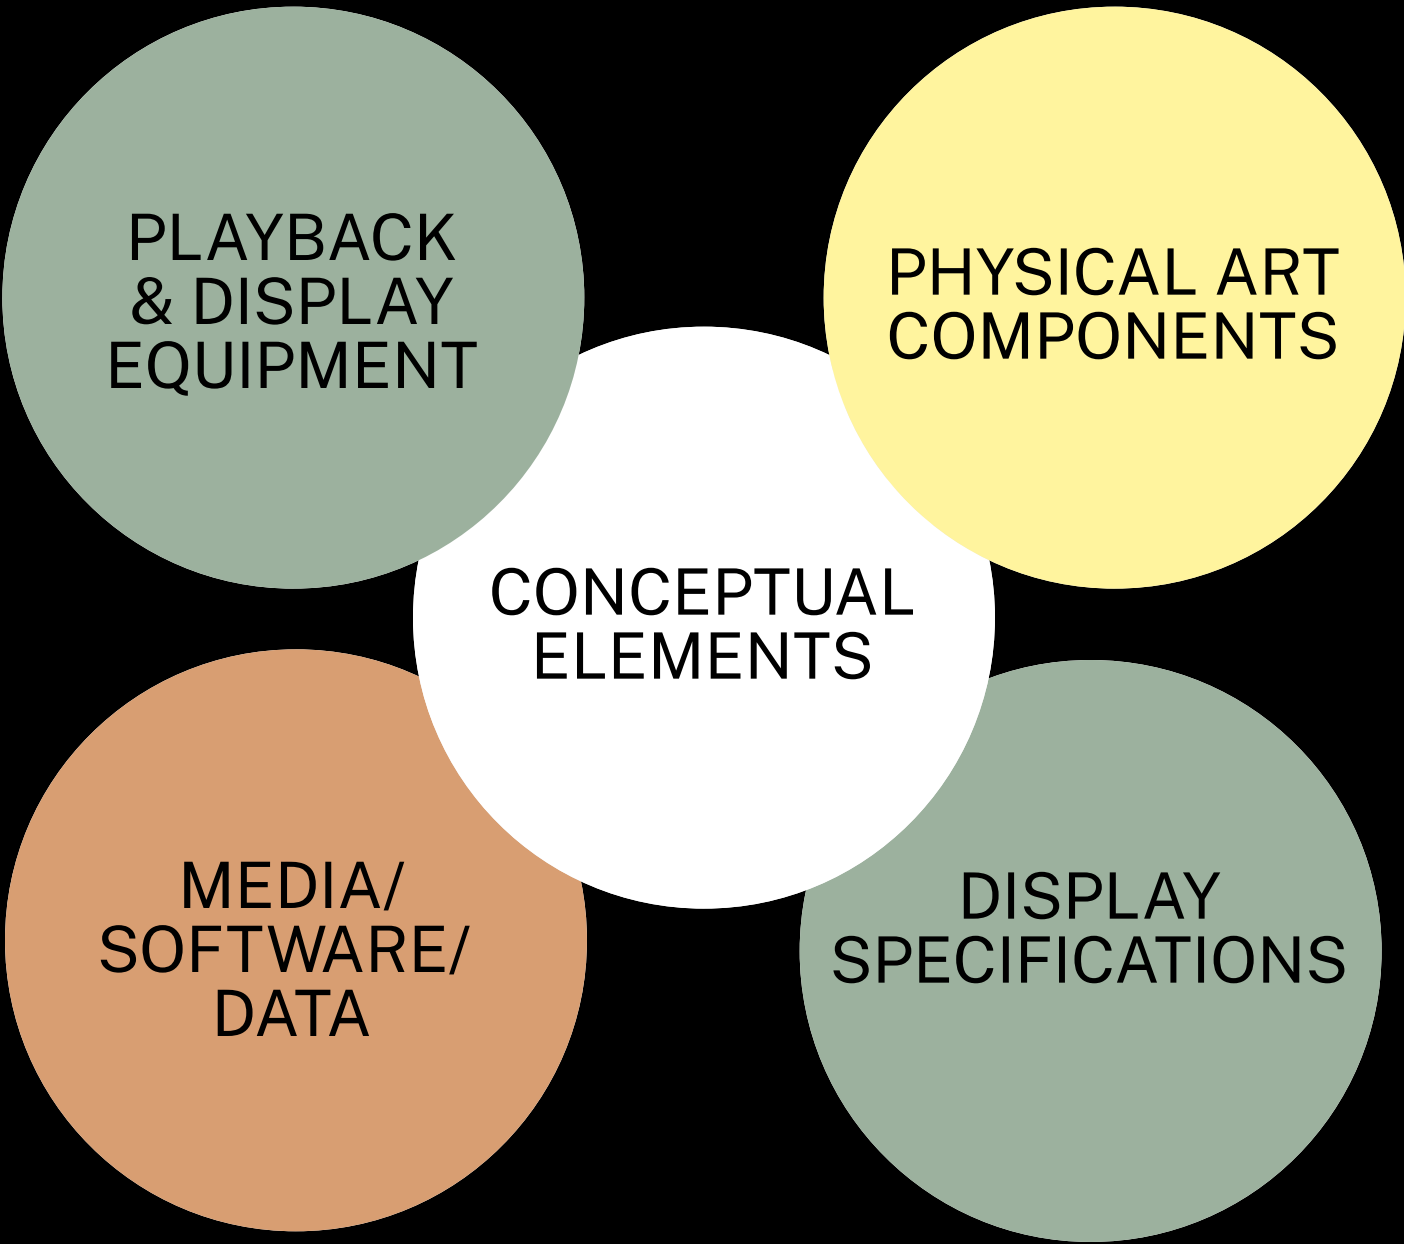 PLAYBACK
& DISPLAY
EQUIPMENT
PHYSICAL ART
COMPONENTS
CONCEPTUAL
ELEMENTS
MEDIA/
SOFTWARE/
DATA
DISPLAY
SPECIFICATIONS